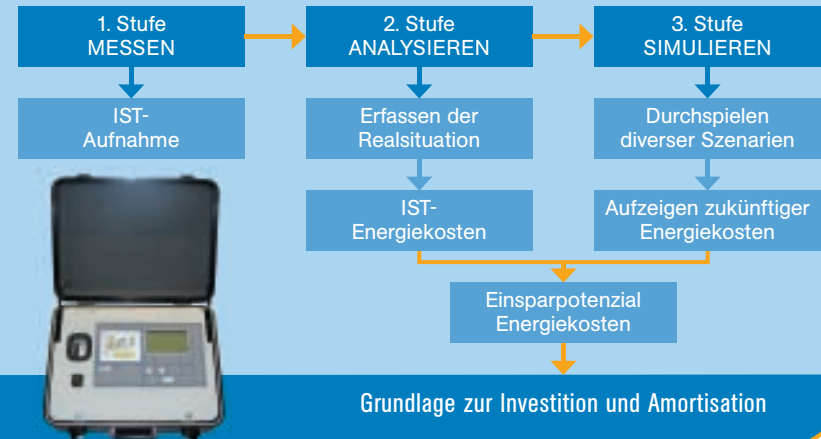 1. Stufe
MESSEN
2. Stufe
ANALYSIEREN
3. Stufe
SIMULIEREN
IST-
Aufnahme
Erfassen der
Realsituation
Durchspielen
diverser Szenarien
IST-
Energiekosten
Aufzeigen zukünftiger
Energiekosten
Einsparpotenzial
Energiekosten
Grundlage zur Investition und Amortisation